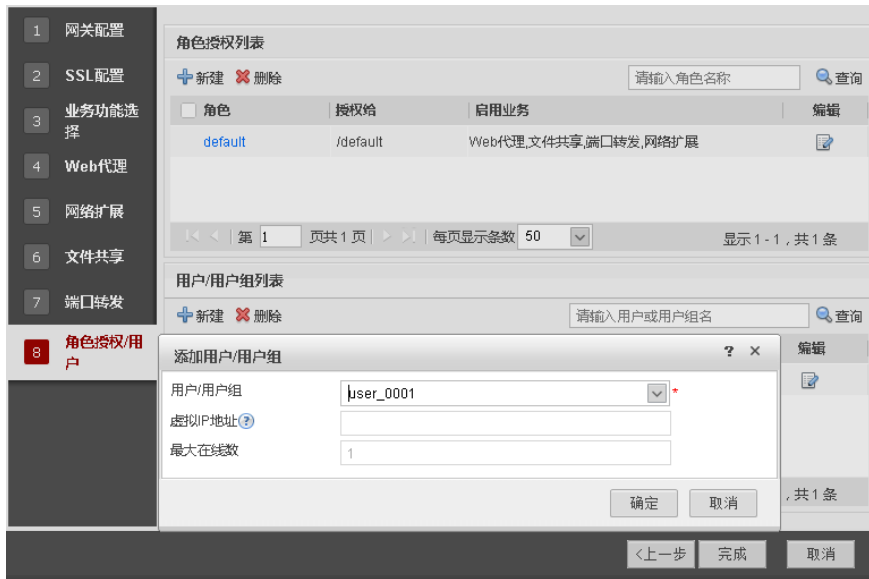 1 网关配置
2 SSL配置
3 业务功能选
择
4 Web代理
5 网络扩展
6 文件共享
7 端口转发
8 角色授权/用
户
角色授权列表
新建 删除 请输入角色名称 查询
角色 授权给 启用业务 编辑
default /default Web代理,文件共享,端口转发,网络扩展
第 1 页共 1 页 每页显示条数 50 显示 1 - 1 , 共 1 条
用户/用户组列表
新建 删除 请输入用户或用户组名 查询
编辑
添加用户/用户组 ? ×
用户/用户组 user_0001 *
虚拟IP地址?
最大在线数 1
确定 取消
, 共 1 条
<上一步 完成 取消